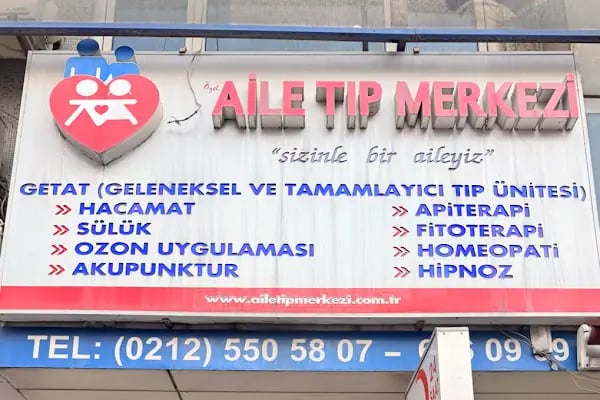 Özel AİLE TIP MERKEZİ
"sizinle bir aileyiz"
GETAT (GELENEKSEL VE TAMAMLAYICI TIP ÜNİTESİ)
» HACAMAT
» SÜLÜK
» OZON UYGULAMASI
» AKUPUNKTUR
» APİTERAPİ
» FİTOTERAPİ
» HOMEOPATİ
» HİPNOZ
www.ailetipmerkezi.com.tr
TEL: (0212) 550 58 07 –